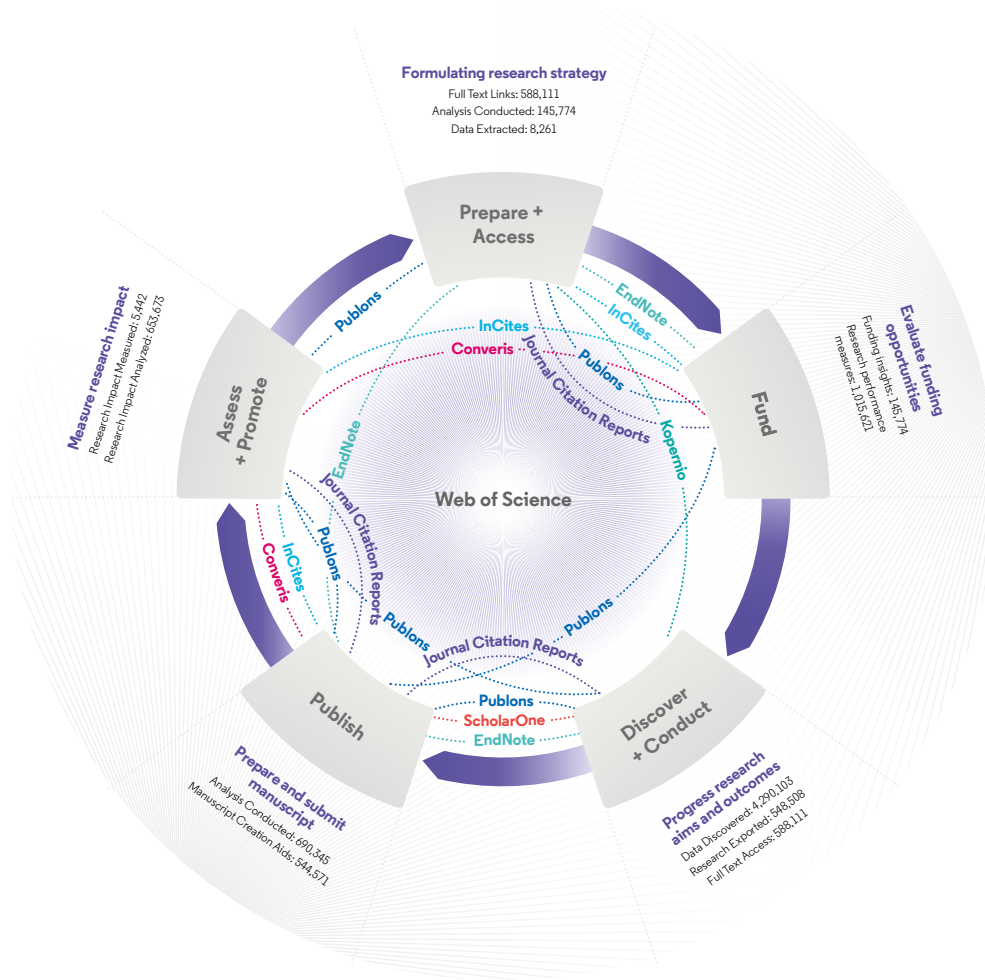 Formulating research strategy
Full Text Links: 588,111
Analysis Conducted: 145,774
Data Extracted: 8,261
Prepare +
Access
EndNote
InCites
Publons
InCites
Converis
Journal Citation Reports
Publons
Evaluate funding
opportunities
Funding insights: 145,774
Research performance
measures: 1,015,621
Fund
Measure research impact
Research Impact Measured: 5,442
Research Impact Analyzed: 653,673
Assess
+ Promote
EndNote
Kopernio
Web of Science
Journal Citation Reports
Publons
InCites
Converis
Publons
Publons
Journal Citation Reports
Publons
ScholarOne
EndNote
Publish
Discover
+ Conduct
Prepare and submit
manuscript
Analysis Conducted: 690,345
Manuscript Creation Aids: 544,571
Progress research
aims and outcomes
Data Discovered: 4,290,103
Research Exported: 548,508
Full Text Access: 588,111